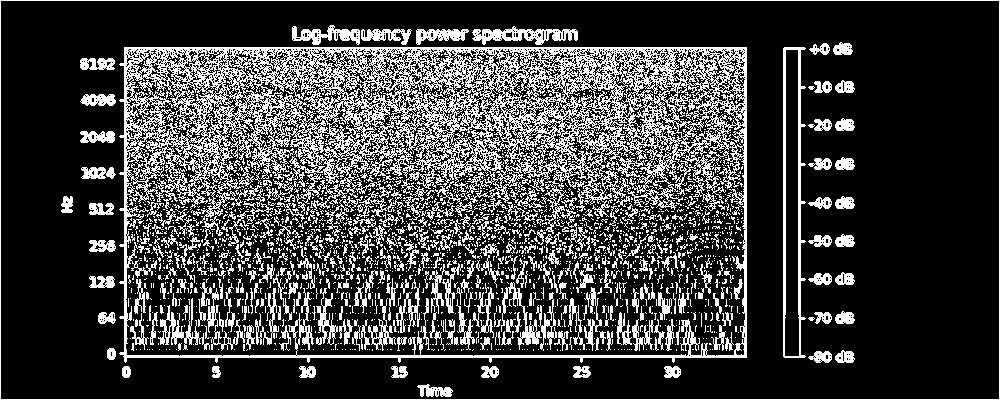 Log-frequency power spectrogram
8192
4096
2048
1024
512
256
128
64
0
Hz
0 5 10 15 20 25 30
Time
+0 dB
-10 dB
-20 dB
-30 dB
-40 dB
-50 dB
-60 dB
-70 dB
-80 dB